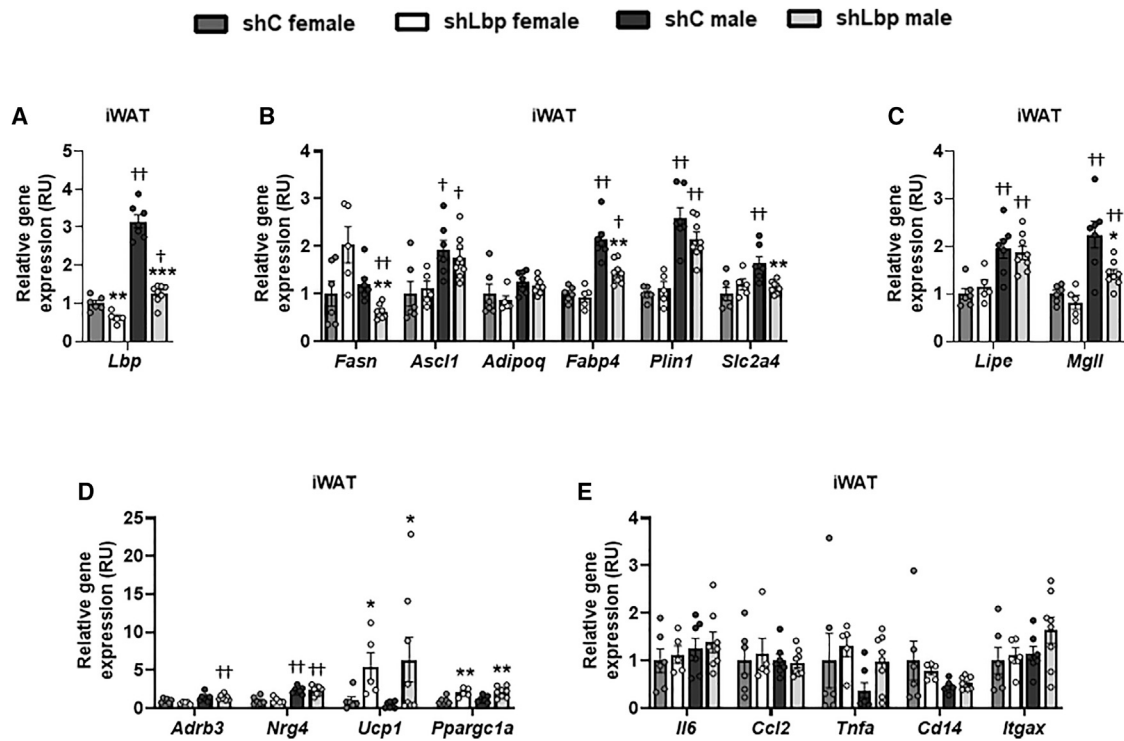 shC female shLbp female shC male shLbp male
A iWAT
Relative gene expression (RU)
5
4
3
2
1
0
** †† † ***
Lbp
B iWAT
Relative gene expression (RU)
4
3
2
1
0
†† ** † † †† † ** †† †† †† **
Fasn Ascl1 Adipoq Fabp4 Plin1 Slc2a4
C iWAT
Relative gene expression (RU)
4
3
2
1
0
†† †† †† †† *
Lipe Mgll
D iWAT
Relative gene expression (RU)
25
20
15
10
5
0
†† †† †† * * ** **
Adrb3 Nrg4 Ucp1 Ppargc1a
E iWAT
Relative gene expression (RU)
4
3
2
1
0
Il6 Ccl2 Tnfa Cd14 Itgax